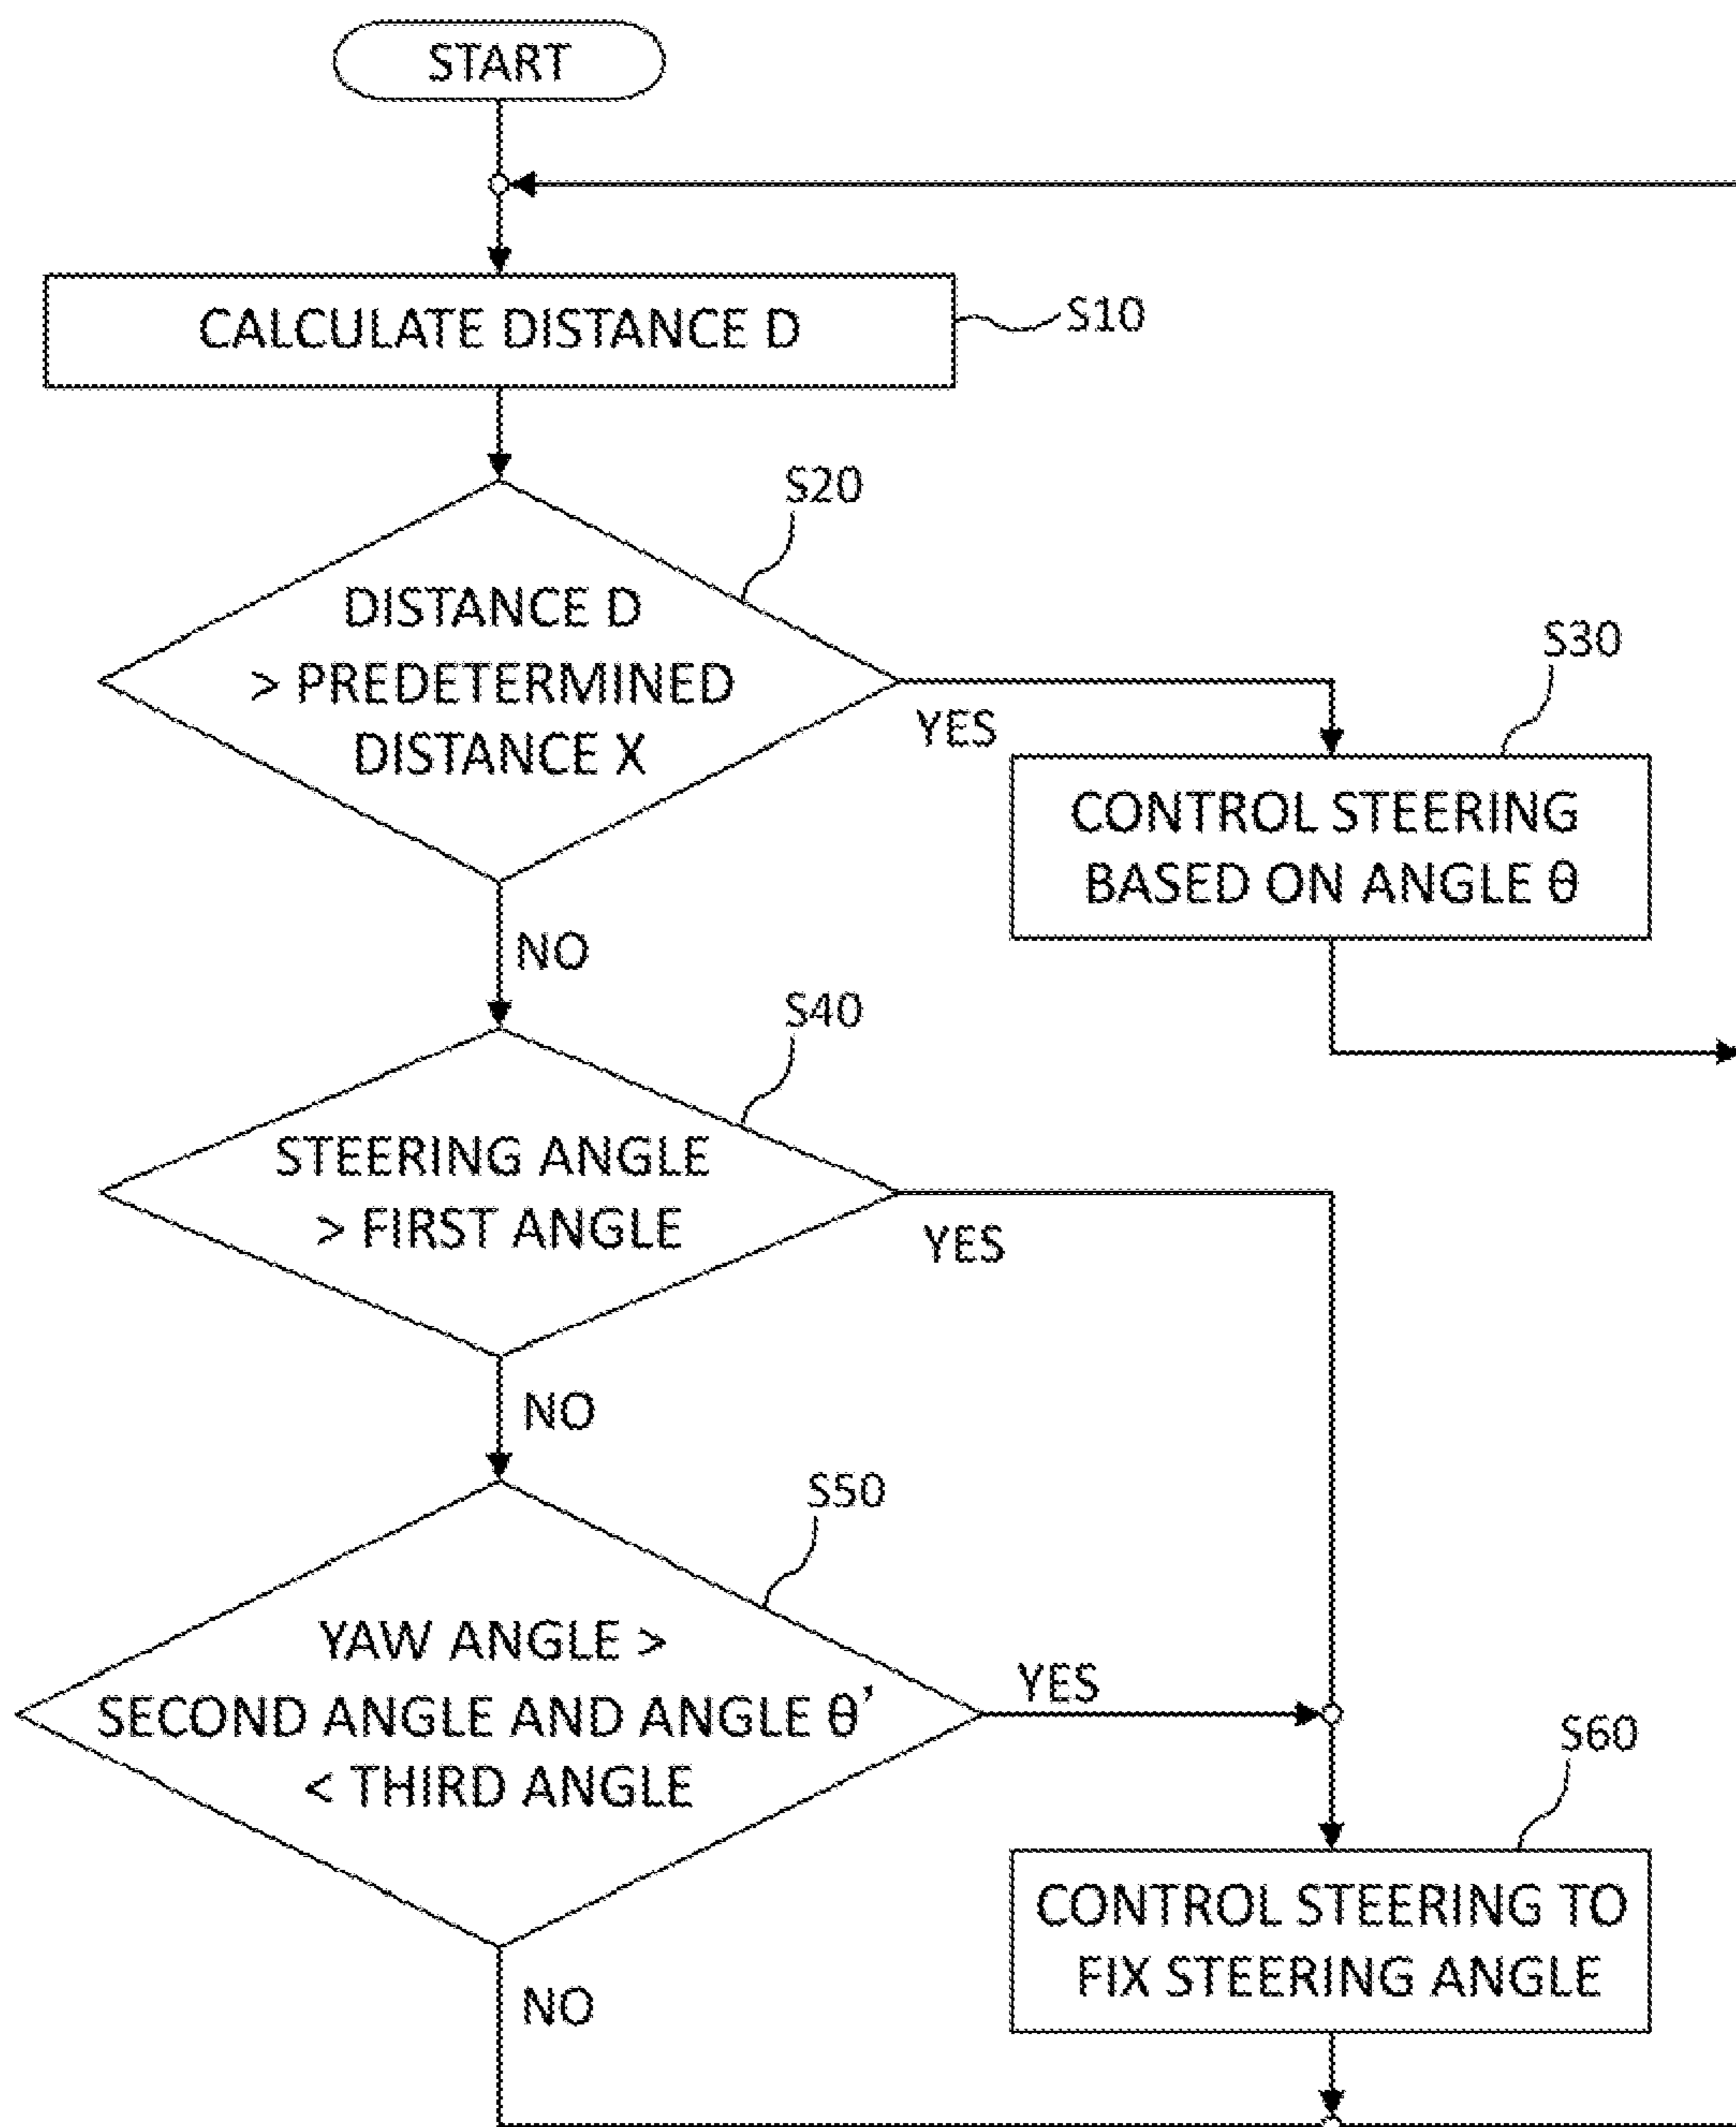 START
CALCULATE DISTANCE D
S10
S20
DISTANCE D
> PREDETERMINED
DISTANCE X
YES
S30
CONTROL STEERING
BASED ON ANGLE θ
NO
S40
STEERING ANGLE
> FIRST ANGLE
YES
NO
S50
YAW ANGLE >
SECOND ANGLE AND ANGLE θ’
< THIRD ANGLE
YES
S60
CONTROL STEERING TO
FIX STEERING ANGLE
NO